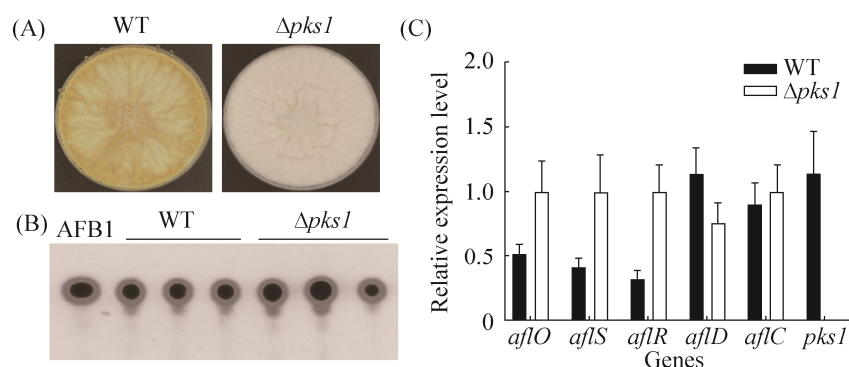 (A) WT Δpks1
(B) AFB1 WT Δpks1
(C)
Relative expression level
2.0
1.5
1.0
0.5
0
WT
Δpks1
aflO aflS aflR aflD aflC pks1
Genes